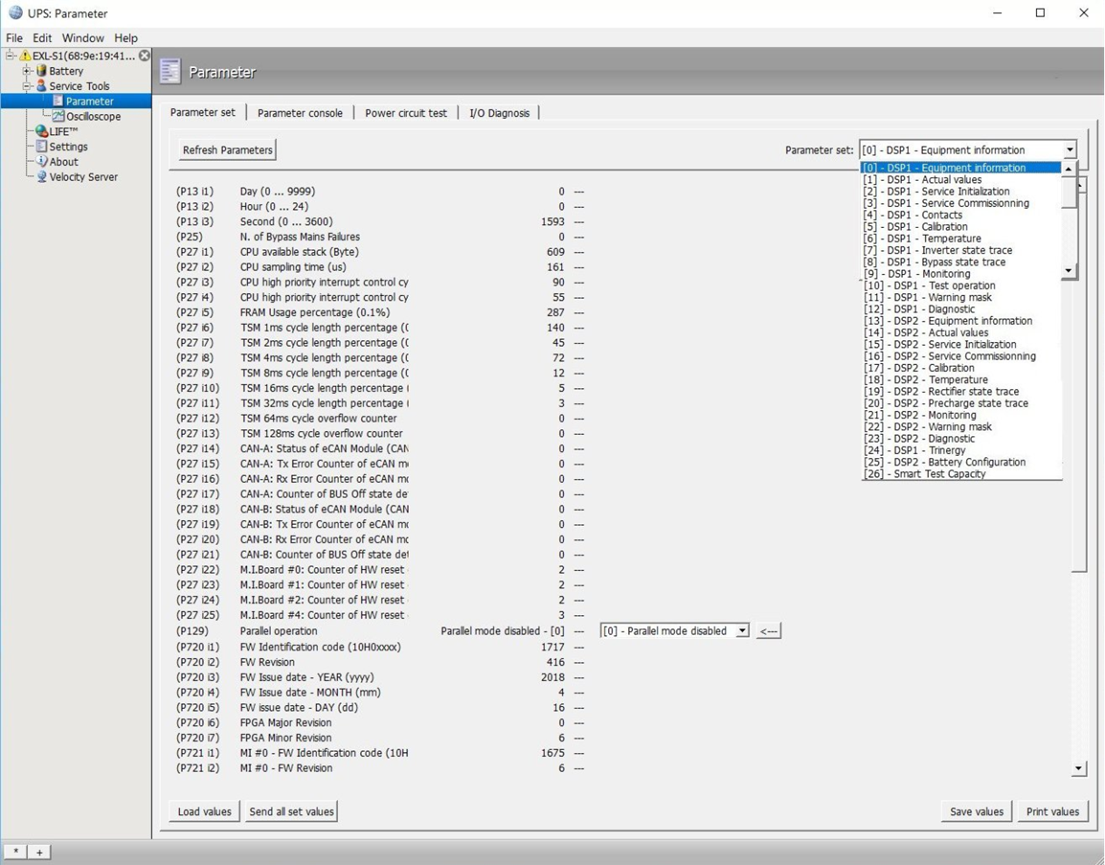 UPS: Parameter
File Edit Window Help
EXL-S1(68:9e:19:41...
Battery
Service Tools
Parameter
Oscilloscope
LIFE™
Settings
About
Velocity Server
Parameter
Parameter set Parameter console Power circuit test I/O Diagnosis
Refresh Parameters
Parameter set: [0] - DSP1 - Equipment information
[0] - DSP1 - Equipment information
[1] - DSP1 - Actual values
[2] - DSP1 - Service Initialization
[3] - DSP1 - Service Commissionning
[4] - DSP1 - Contacts
[5] - DSP1 - Calibration
[6] - DSP1 - Temperature
[7] - DSP1 - Inverter state trace
[8] - DSP1 - Bypass state trace
[9] - DSP1 - Monitoring
[10] - DSP1 - Test operation
[11] - DSP1 - Warning mask
[12] - DSP1 - Diagnostic
[13] - DSP2 - Equipment information
[14] - DSP2 - Actual values
[15] - DSP2 - Service Initialization
[16] - DSP2 - Service Commissionning
[17] - DSP2 - Calibration
[18] - DSP2 - Temperature
[19] - DSP2 - Rectifier state trace
[20] - DSP2 - Precharge state trace
[21] - DSP2 - Monitoring
[22] - DSP2 - Warning mask
[23] - DSP2 - Diagnostic
[24] - DSP1 - Trinergy
[25] - DSP2 - Battery Configuration
[26] - Smart Test Capacity
(P13 i1) Day (0 ... 9999) 0 ---
(P13 i2) Hour (0 ... 24) 0 ---
(P13 i3) Second (0 ... 3600) 1593 ---
(P25) N. of Bypass Mains Failures 0 ---
(P27 i1) CPU available stack (Byte) 609 ---
(P27 i2) CPU sampling time (us) 161 ---
(P27 i3) CPU high priority interrupt control cy 90 ---
(P27 i4) CPU high priority interrupt control cy 55 ---
(P27 i5) FRAM Usage percentage (0.1%) 287 ---
(P27 i6) TSM 1ms cycle length percentage (0 140 ---
(P27 i7) TSM 2ms cycle length percentage (0 45 ---
(P27 i8) TSM 4ms cycle length percentage (0 72 ---
(P27 i9) TSM 8ms cycle length percentage (0 12 ---
(P27 i10) TSM 16ms cycle length percentage ( 5 ---
(P27 i11) TSM 32ms cycle length percentage ( 3 ---
(P27 i12) TSM 64ms cycle overflow counter 0 ---
(P27 i13) TSM 128ms cycle overflow counter 0 ---
(P27 i14) CAN-A: Status of eCAN Module (CAN 0 ---
(P27 i15) CAN-A: Tx Error Counter of eCAN mo 0 ---
(P27 i16) CAN-A: Rx Error Counter of eCAN mo 0 ---
(P27 i17) CAN-A: Counter of BUS Off state det 0 ---
(P27 i18) CAN-B: Status of eCAN Module (CAN 0 ---
(P27 i19) CAN-B: Tx Error Counter of eCAN mo 0 ---
(P27 i20) CAN-B: Rx Error Counter of eCAN mo 0 ---
(P27 i21) CAN-B: Counter of BUS Off state det 0 ---
(P27 i22) M.I.Board #0: Counter of HW reset 2 ---
(P27 i23) M.I.Board #1: Counter of HW reset 2 ---
(P27 i24) M.I.Board #2: Counter of HW reset 2 ---
(P27 i25) M.I.Board #4: Counter of HW reset 3 ---
(P129) Parallel operation Parallel mode disabled - [0] --- [0] - Parallel mode disabled <---
(P720 i1) FW Identification code (10H0xxxx) 1717 ---
(P720 i2) FW Revision 416 ---
(P720 i3) FW Issue date - YEAR (yyyy) 2018 ---
(P720 i4) FW Issue date - MONTH (mm) 4 ---
(P720 i5) FW issue date - DAY (dd) 16 ---
(P720 i6) FPGA Major Revision 0 ---
(P720 i7) FPGA Minor Revision 6 ---
(P721 i1) MI #0 - FW Identification code (10H 1675 ---
(P721 i2) MI #0 - FW Revision 6 ---
Load values Send all set values Save values Print values
* +